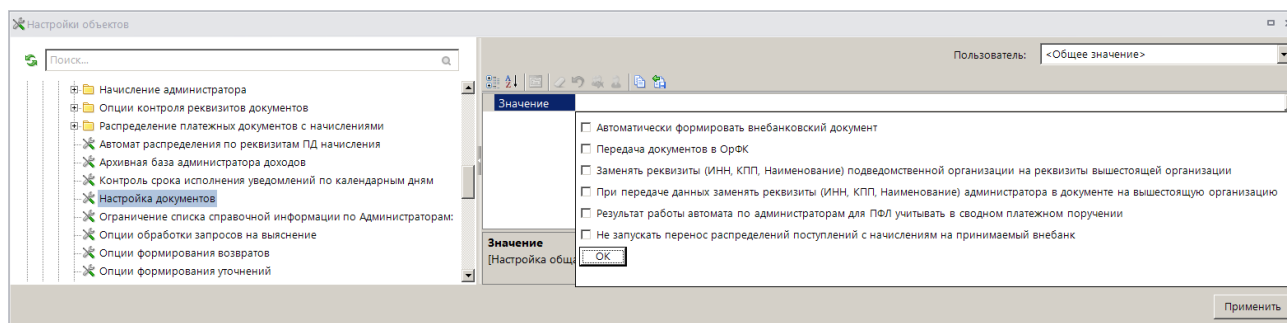 Настройки объектов
Поиск...
Пользователь:
<Общее значение>
Начисление администратора
Опции контроля реквизитов документов
Распределение платежных документов с начислениями
Автомат распределения по реквизитам ПД начисления
Архивная база администратора доходов
Контроль срока исполнения уведомлений по календарным дням
Настройка документов
Ограничение списка справочной информации по Администраторам:
Опции обработки запросов на выяснение
Опции формирования возвратов
Опции формирования уточнений
Значение
Автоматически формировать внебанковский документ
Передача документов в ОрФК
Заменять реквизиты (ИНН, КПП, Наименование) подведомственной организации на реквизиты вышестоящей организации
При передаче данных заменять реквизиты (ИНН, КПП, Наименование) администратора в документе на вышестоящую организацию
Результат работы автомата по администраторам для ПФЛ учитывать в сводном платежном поручении
Не запускать перенос распределений поступлений с начислениям на принимаемый внебанк
OK
Значение
[Настройка обща
Применить